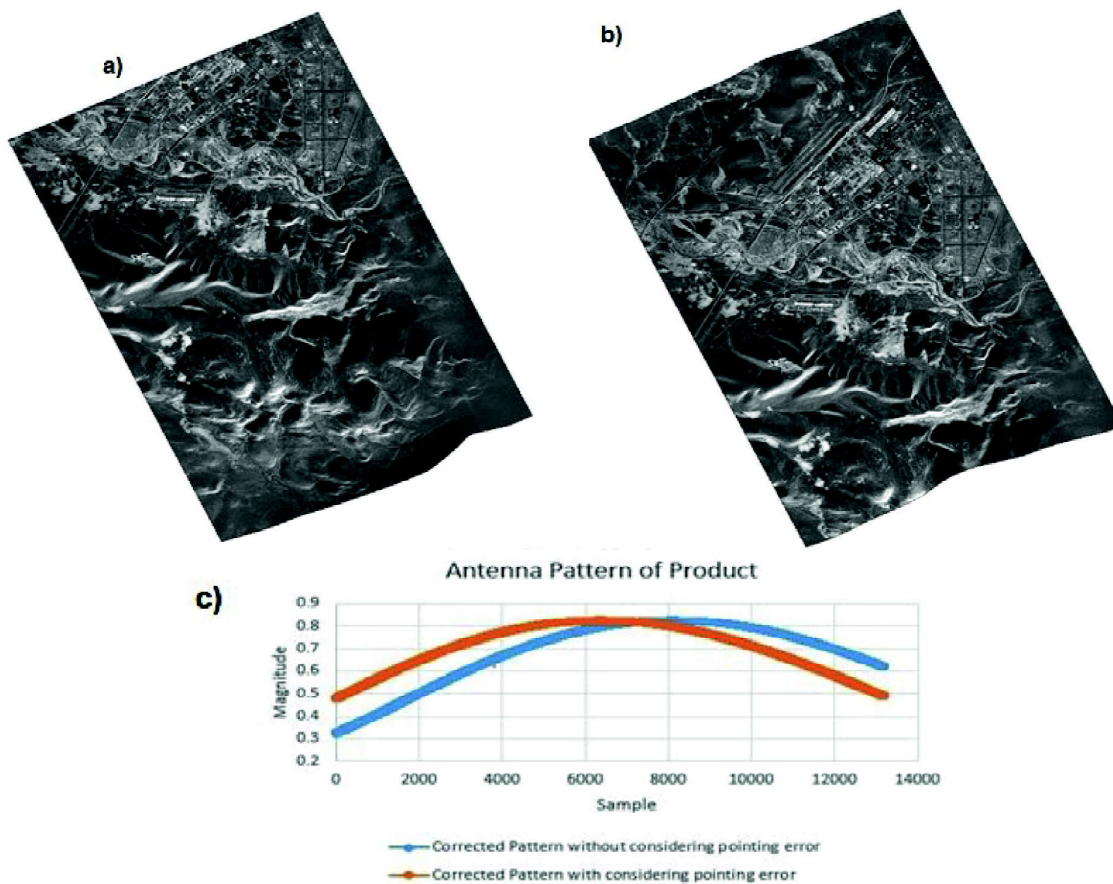 a)
b)
c)
Antenna Pattern of Product
0.9
0.8
0.7
0.6
0.5
0.4
0.3
0.2
Magnitude
0 2000 4000 6000 8000 10000 12000 14000
Sample
Corrected Pattern without considering pointing error
Corrected Pattern with considering pointing error